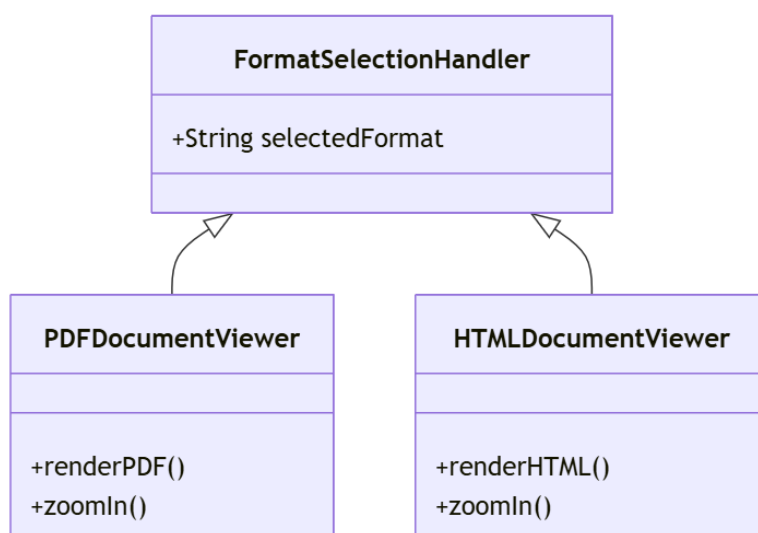 FormatSelectionHandler
+String selectedFormat
PDFDocumentViewer
+renderPDF()
+zoomIn()
HTMLDocumentViewer
+renderHTML()
+zoomIn()